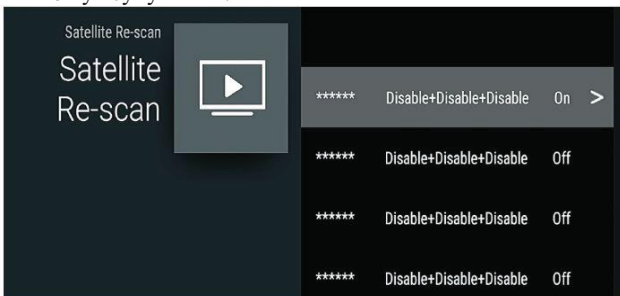 Satellite Re-scan
Satellite
Re-scan
****** Disable+Disable+Disable On >
****** Disable+Disable+Disable Off
****** Disable+Disable+Disable Off
****** Disable+Disable+Disable Off